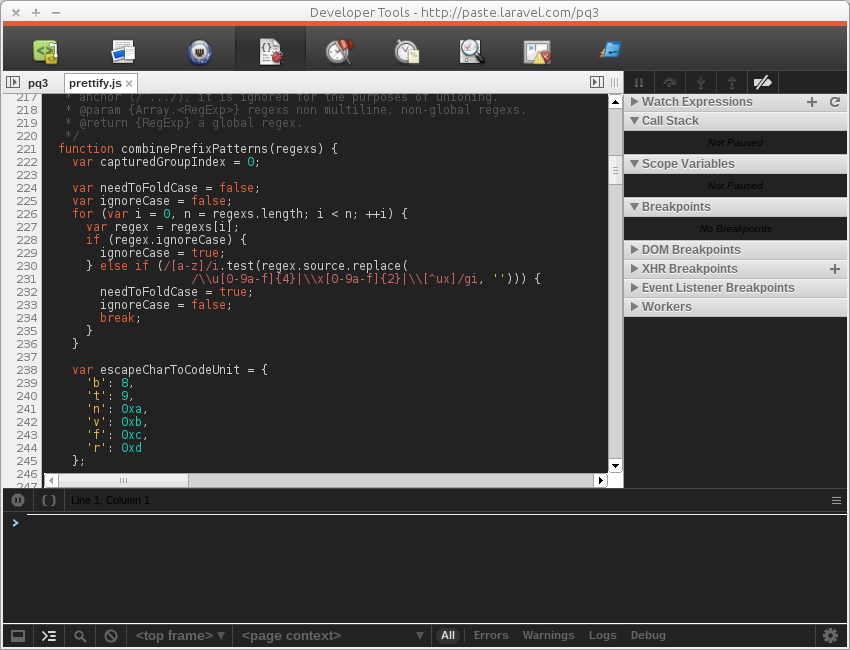 Developer Tools - http://paste.laravel.com/pq3
pq3 prettify.js ×
217 * anchor (/^.../), it is ignored for the purposes of unioning.
218 * @param {Array.<RegExp>} regexs non multiline, non-global regexs.
219 * @return {RegExp} a global regex.
220 */
221 function combinePrefixPatterns(regexs) {
222 var capturedGroupIndex = 0;
223
224 var needToFoldCase = false;
225 var ignoreCase = false;
226 for (var i = 0, n = regexs.length; i < n; ++i) {
227 var regex = regexs[i];
228 if (regex.ignoreCase) {
229 ignoreCase = true;
230 } else if (/[a-z]/i.test(regex.source.replace(
231 /\\u[0-9a-f]{4}|\\x[0-9a-f]{2}|\\[^ux]/gi, ''))) {
232 needToFoldCase = true;
233 ignoreCase = false;
234 break;
235 }
236 }
237
238 var escapeCharToCodeUnit = {
239 'b': 8,
240 't': 9,
241 'n': 0xa,
242 'v': 0xb,
243 'f': 0xc,
244 'r': 0xd
245 };
246
247
Watch Expressions
Call Stack
Not Paused
Scope Variables
Not Paused
Breakpoints
No Breakpoints
DOM Breakpoints
XHR Breakpoints
Event Listener Breakpoints
Workers
{ } Line 1, Column 1
>
<top frame> <page context> All Errors Warnings Logs Debug